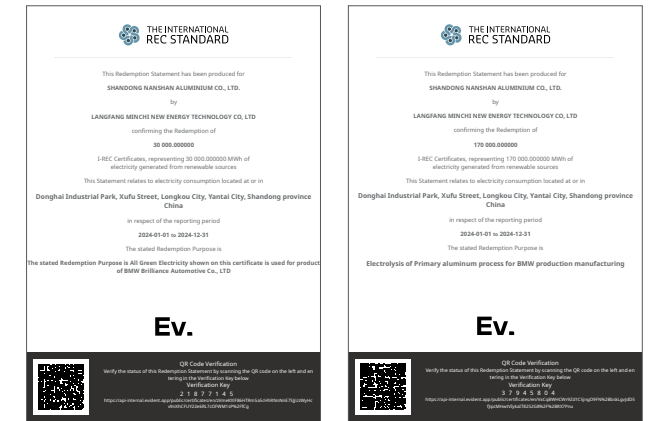 THE INTERNATIONAL
REC STANDARD
This Redemption Statement has been produced for
SHANDONG NANSHAN ALUMINIUM CO., LTD.
by
LANGFANG MINCHI NEW ENERGY TECHNOLOGY CO, LTD
confirming the Redemption of
30 000.000000
I-REC Certificates, representing 30 000.000000 MWh of
electricity generated from renewable sources
This Statement relates to electricity consumption located at or in
Donghai Industrial Park, Xufu Street, Longkou City, Yantai City, Shandong province
China
in respect of the reporting period
2024-01-01 to 2024-12-31
The stated Redemption Purpose is
The stated Redemption Purpose is All Green Electricity shown on this certificate is used for product
of BMW Brilliance Automotive Co., LTD
Ev.
QR Code Verification
Verify the status of this Redemption Statement by scanning the QR code on the left and en
tering in the Verification Key below
Verification Key
2 1 8 7 7 1 4 5
THE INTERNATIONAL
REC STANDARD
This Redemption Statement has been produced for
SHANDONG NANSHAN ALUMINIUM CO., LTD.
by
LANGFANG MINCHI NEW ENERGY TECHNOLOGY CO, LTD
confirming the Redemption of
170 000.000000
I-REC Certificates, representing 170 000.000000 MWh of
electricity generated from renewable sources
This Statement relates to electricity consumption located at or in
Donghai Industrial Park, Xufu Street, Longkou City, Yantai City, Shandong province
China
in respect of the reporting period
2024-01-01 to 2024-12-31
The stated Redemption Purpose is
Electrolysis of Primary aluminum process for BMW production manufacturing
Ev.
QR Code Verification
Verify the status of this Redemption Statement by scanning the QR code on the left and en
tering in the Verification Key below
Verification Key
3 7 9 4 5 8 0 4